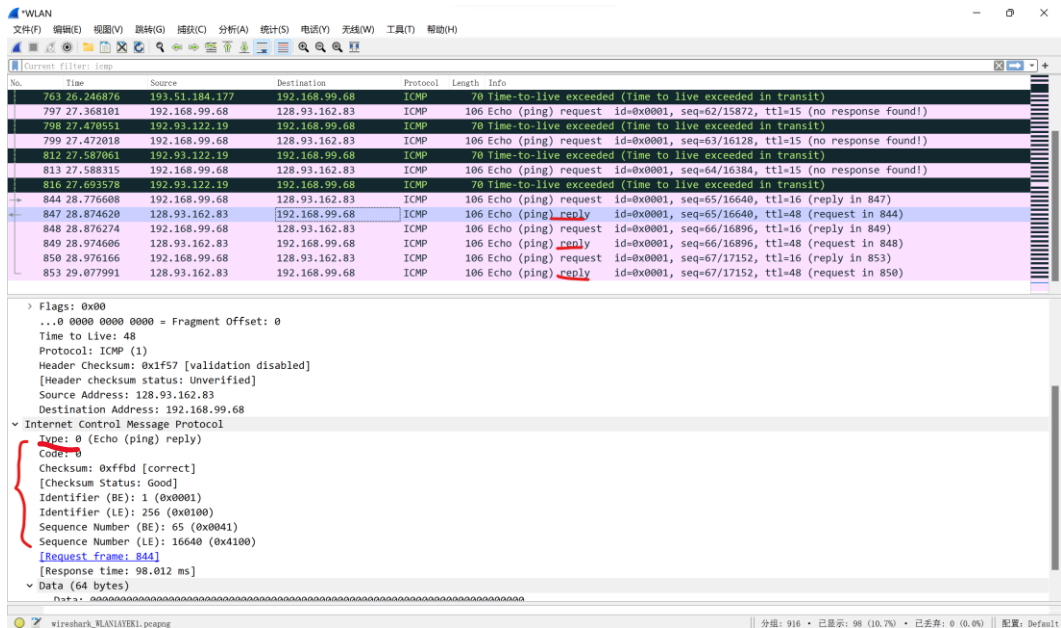 *WLAN
文件(F) 编辑(E) 视图(V) 跳转(G) 捕获(C) 分析(A) 统计(S) 电话(Y) 无线(W) 工具(T) 帮助(H)
Current filter: icmp
No. Time Source Destination Protocol Length Info
763 26.246876 193.51.184.177 192.168.99.68 ICMP 70 Time-to-live exceeded (Time to live exceeded in transit)
797 27.368101 192.168.99.68 128.93.162.83 ICMP 106 Echo (ping) request id=0x0001, seq=62/15872, ttl=15 (no response found!)
798 27.470551 192.93.122.19 192.168.99.68 ICMP 70 Time-to-live exceeded (Time to live exceeded in transit)
799 27.472018 192.168.99.68 128.93.162.83 ICMP 106 Echo (ping) request id=0x0001, seq=63/16128, ttl=15 (no response found!)
812 27.587061 192.93.122.19 192.168.99.68 ICMP 70 Time-to-live exceeded (Time to live exceeded in transit)
813 27.588315 192.168.99.68 128.93.162.83 ICMP 106 Echo (ping) request id=0x0001, seq=64/16384, ttl=15 (no response found!)
816 27.693578 192.93.122.19 192.168.99.68 ICMP 70 Time-to-live exceeded (Time to live exceeded in transit)
844 28.776608 192.168.99.68 128.93.162.83 ICMP 106 Echo (ping) request id=0x0001, seq=65/16640, ttl=16 (reply in 847)
847 28.874620 128.93.162.83 192.168.99.68 ICMP 106 Echo (ping) reply id=0x0001, seq=65/16640, ttl=48 (request in 844)
848 28.876274 192.168.99.68 128.93.162.83 ICMP 106 Echo (ping) request id=0x0001, seq=66/16896, ttl=16 (reply in 849)
849 28.974606 128.93.162.83 192.168.99.68 ICMP 106 Echo (ping) reply id=0x0001, seq=66/16896, ttl=48 (request in 848)
850 28.976166 192.168.99.68 128.93.162.83 ICMP 106 Echo (ping) request id=0x0001, seq=67/17152, ttl=16 (reply in 853)
853 29.077991 128.93.162.83 192.168.99.68 ICMP 106 Echo (ping) reply id=0x0001, seq=67/17152, ttl=48 (request in 850)
Flags: 0x00
...0 0000 0000 0000 = Fragment Offset: 0
Time to Live: 48
Protocol: ICMP (1)
Header Checksum: 0x1f57 [validation disabled]
[Header checksum status: Unverified]
Source Address: 128.93.162.83
Destination Address: 192.168.99.68
Internet Control Message Protocol
Type: 0 (Echo (ping) reply)
Code: 0
Checksum: 0xffbd [correct]
[Checksum Status: Good]
Identifier (BE): 1 (0x0001)
Identifier (LE): 256 (0x0100)
Sequence Number (BE): 65 (0x0041)
Sequence Number (LE): 16640 (0x4100)
[Request frame: 844]
[Response time: 98.012 ms]
Data (64 bytes)
wireshark_WLAN1AYEK1.pcapng 分组: 916 · 已显示: 98 (10.7%) · 已丢弃: 0 (0.0%) 配置: Default